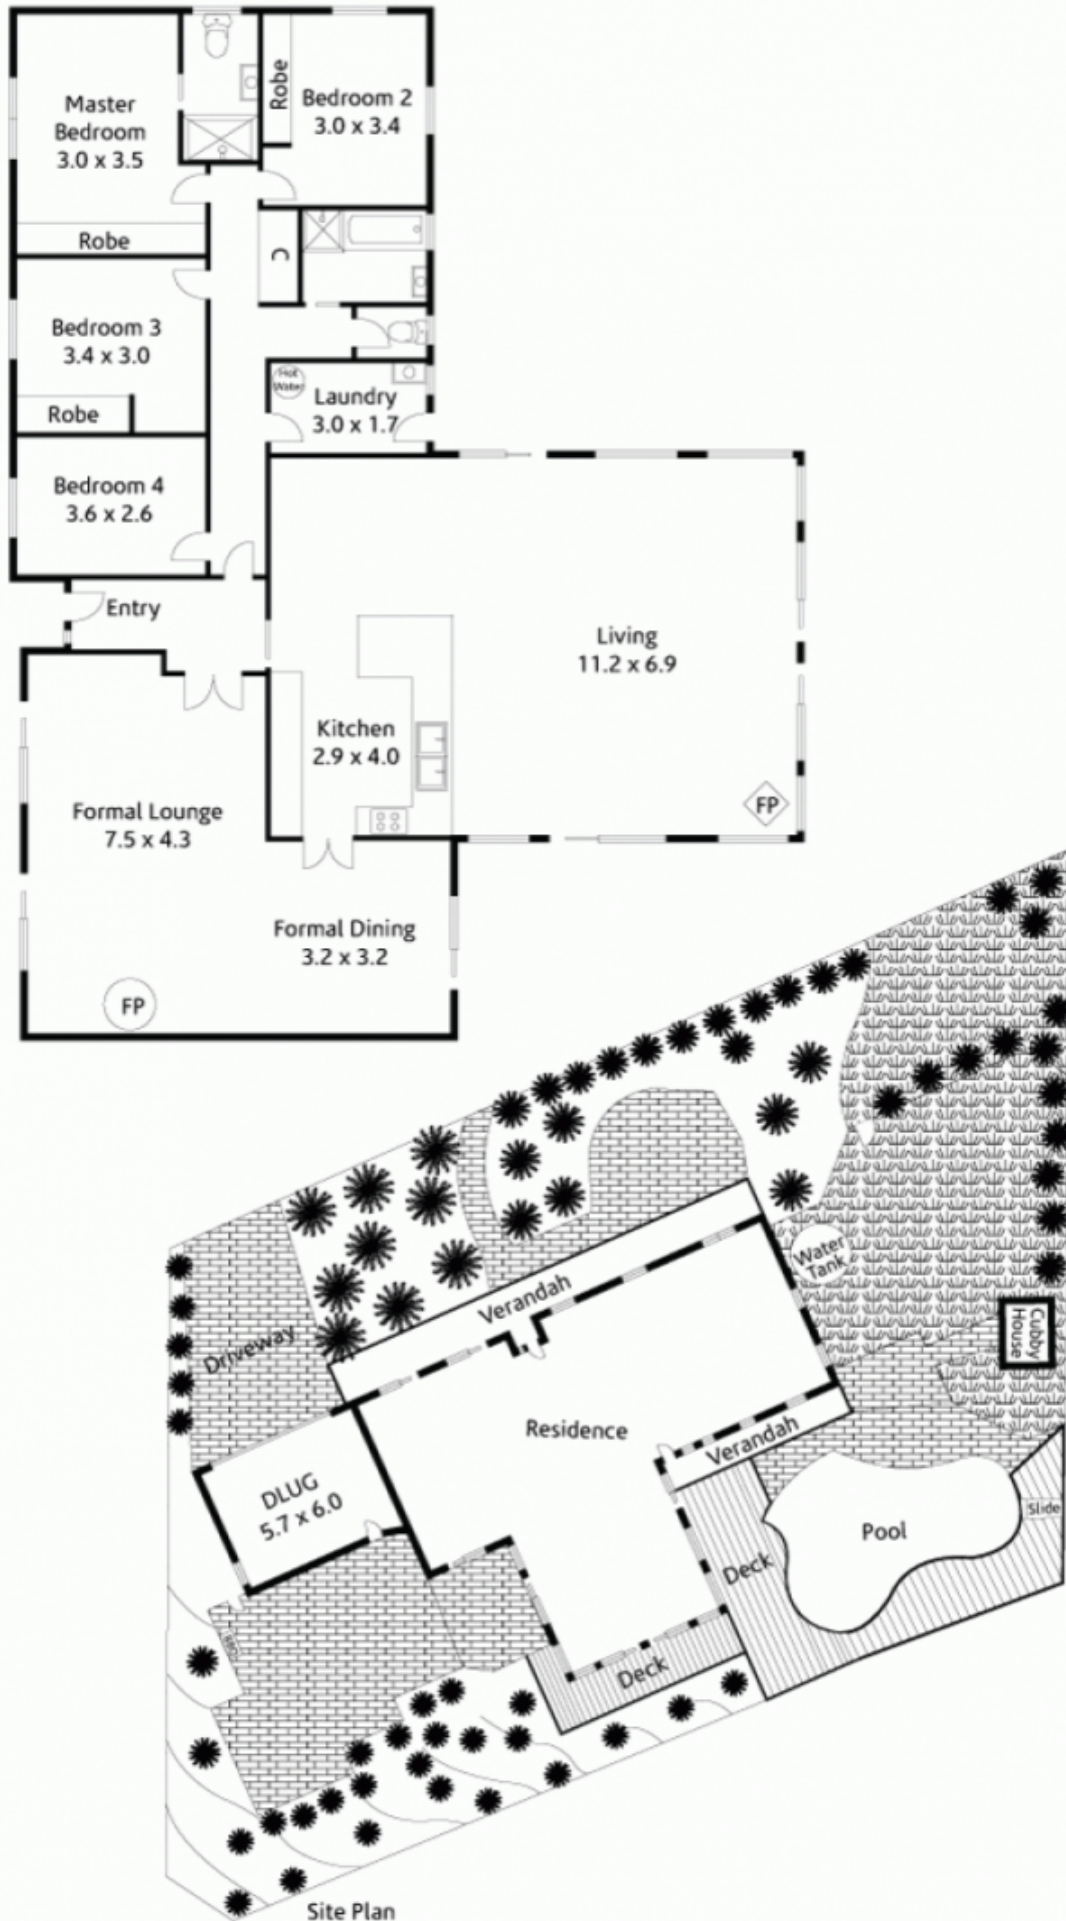 Master
Bedroom
3.0 x 3.5
Robe
Robe
Bedroom 2
3.0 x 3.4
C
Bedroom 3
3.4 x 3.0
Robe
Hot
Water
Laundry
3.0 x 1.7
Bedroom 4
3.6 x 2.6
Entry
Living
11.2 x 6.9
Kitchen
2.9 x 4.0
FP
Formal Lounge
7.5 x 4.3
Formal Dining
3.2 x 3.2
FP
Water
Tank
Verandah
Driveway
Cubby
House
Residence
Verandah
DLUG
5.7 x 6.0
Slide
Pool
Deck
BBQ
Deck
Site Plan